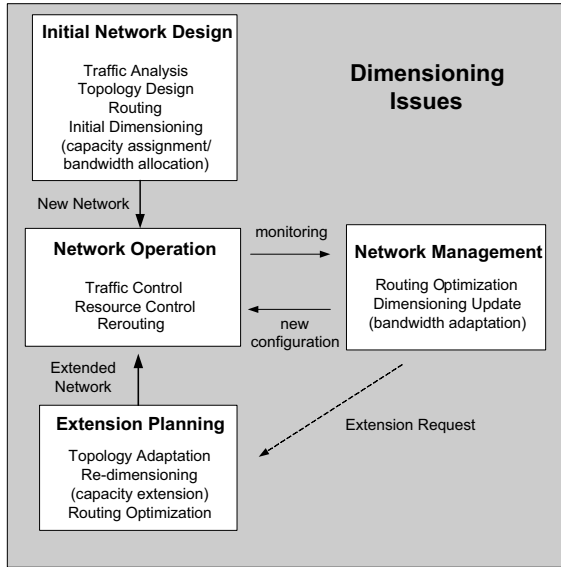 Initial Network Design
Traffic Analysis
Topology Design
Routing
Initial Dimensioning
(capacity assignment/
bandwidth allocation)
Dimensioning
Issues
New Network
Network Operation
Traffic Control
Resource Control
Rerouting
monitoring
new
configuration
Network Management
Routing Optimization
Dimensioning Update
(bandwidth adaptation)
Extended
Network
Extension Request
Extension Planning
Topology Adaptation
Re-dimensioning
(capacity extension)
Routing Optimization